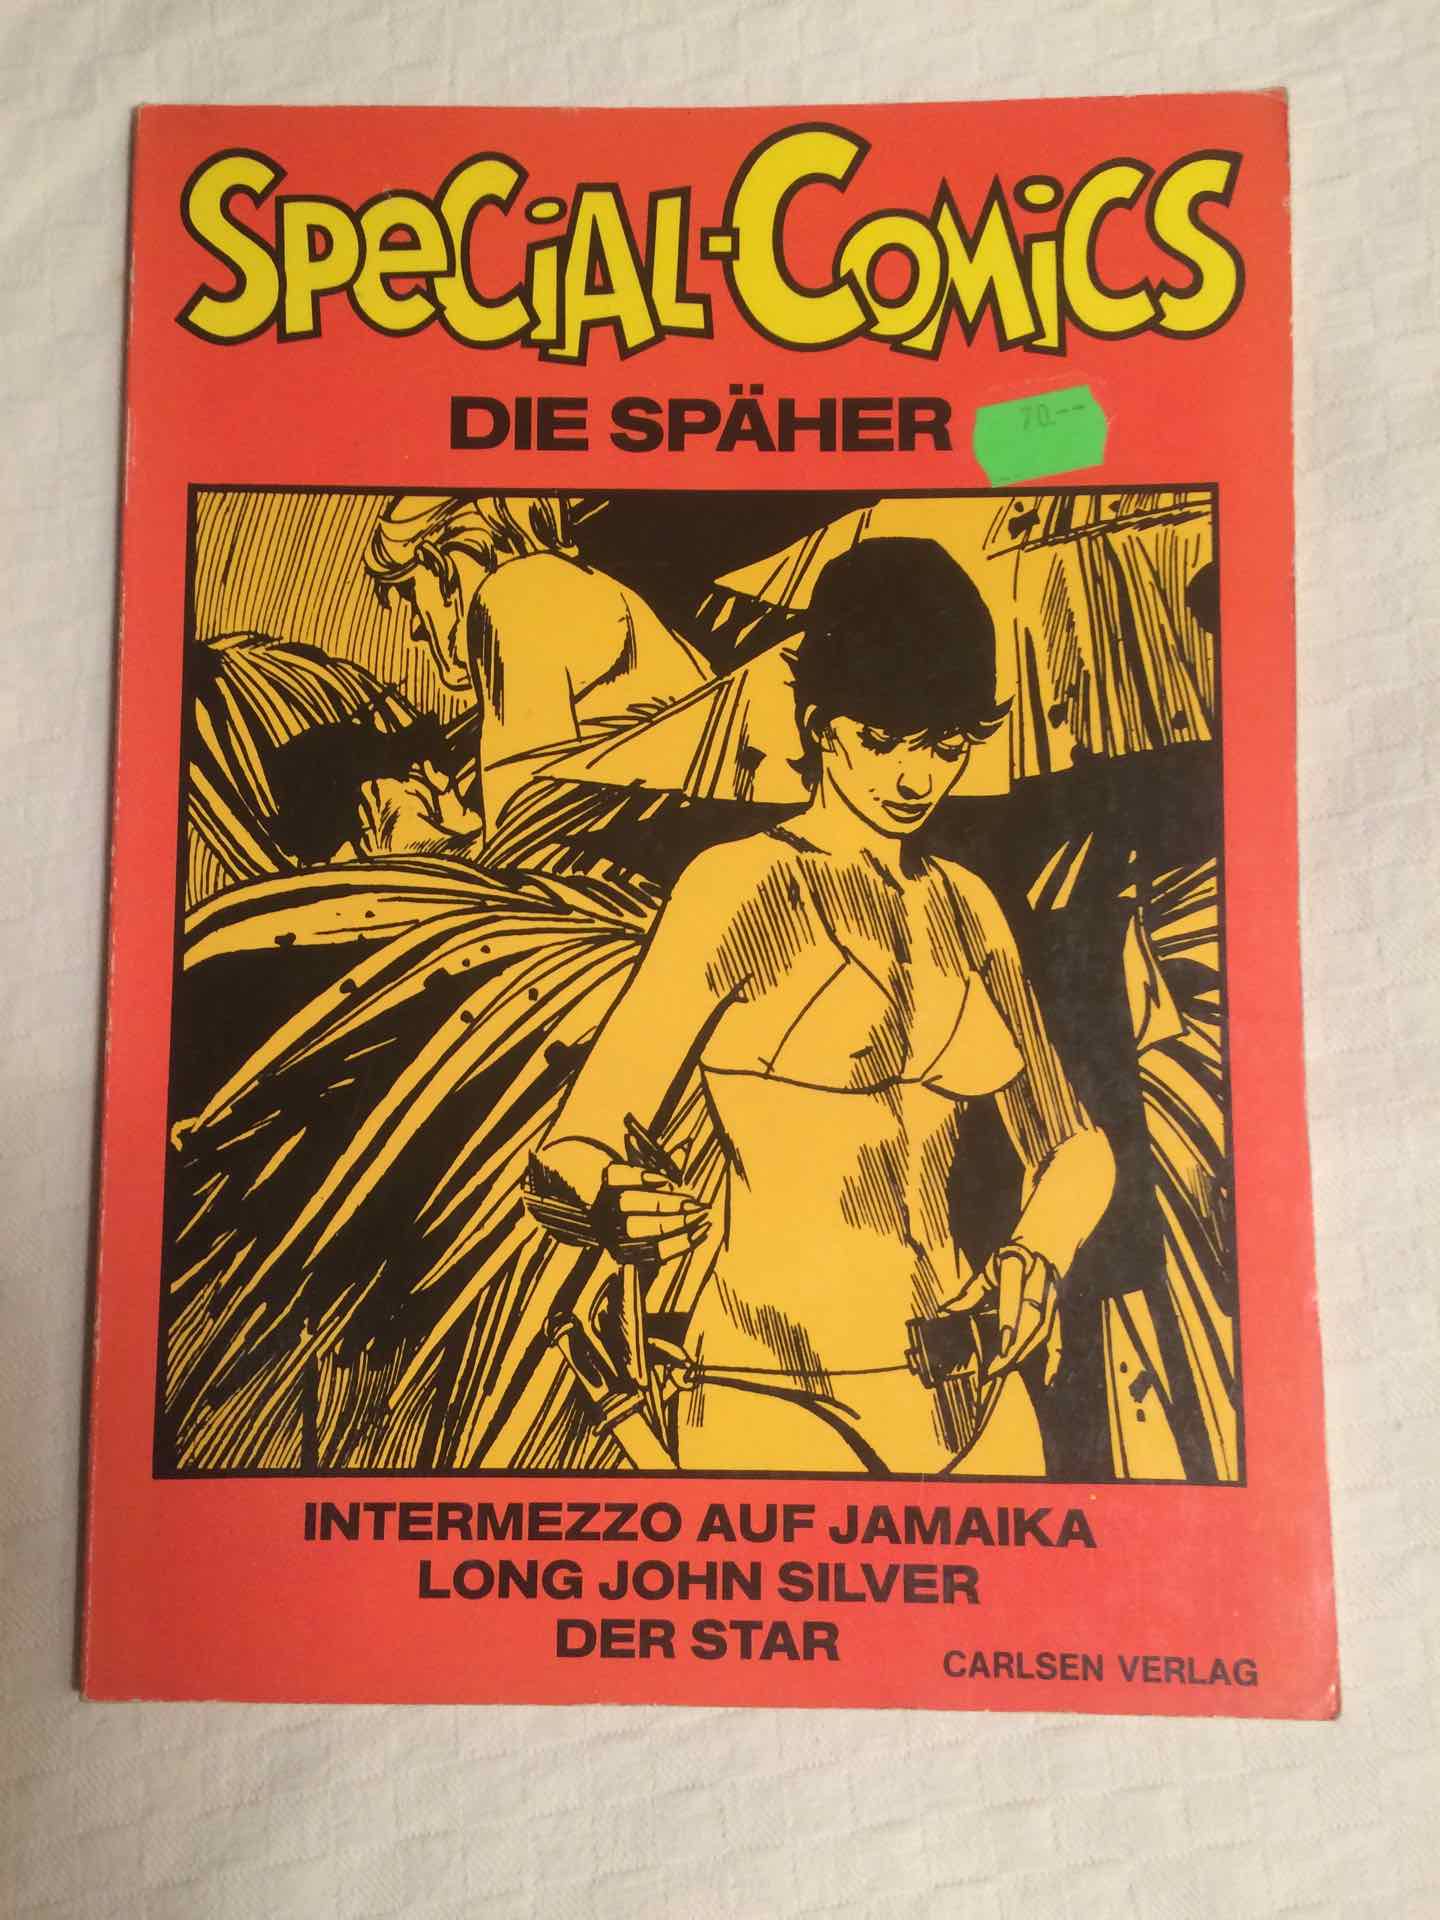 SPeCiAL-COMiCS
DIE SPÄHER
70.--
INTERMEZZO AUF JAMAIKA
LONG JOHN SILVER
DER STAR
CARLSEN VERLAG